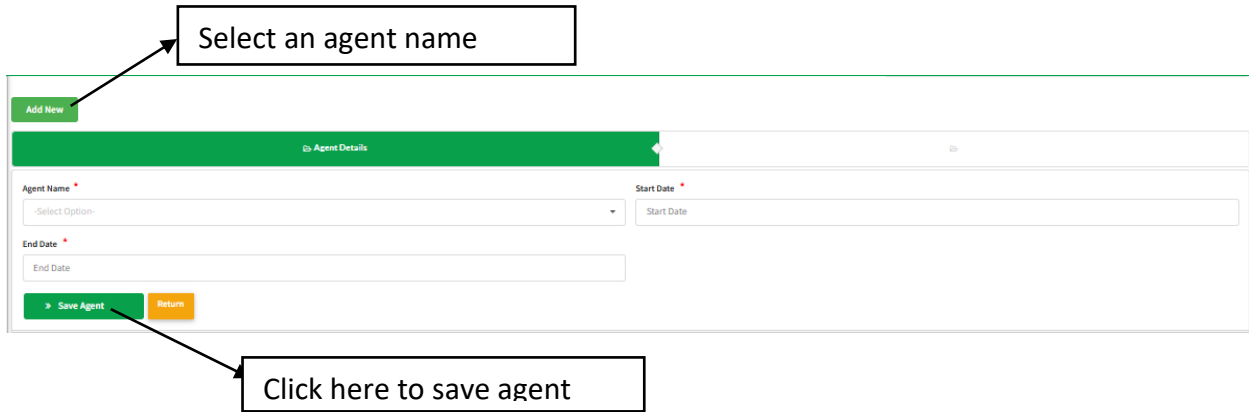 Select an agent name
Add New
Agent Details
Agent Name *
Start Date *
-Select Option-
Start Date
End Date *
End Date
» Save Agent
Return
Click here to save agent